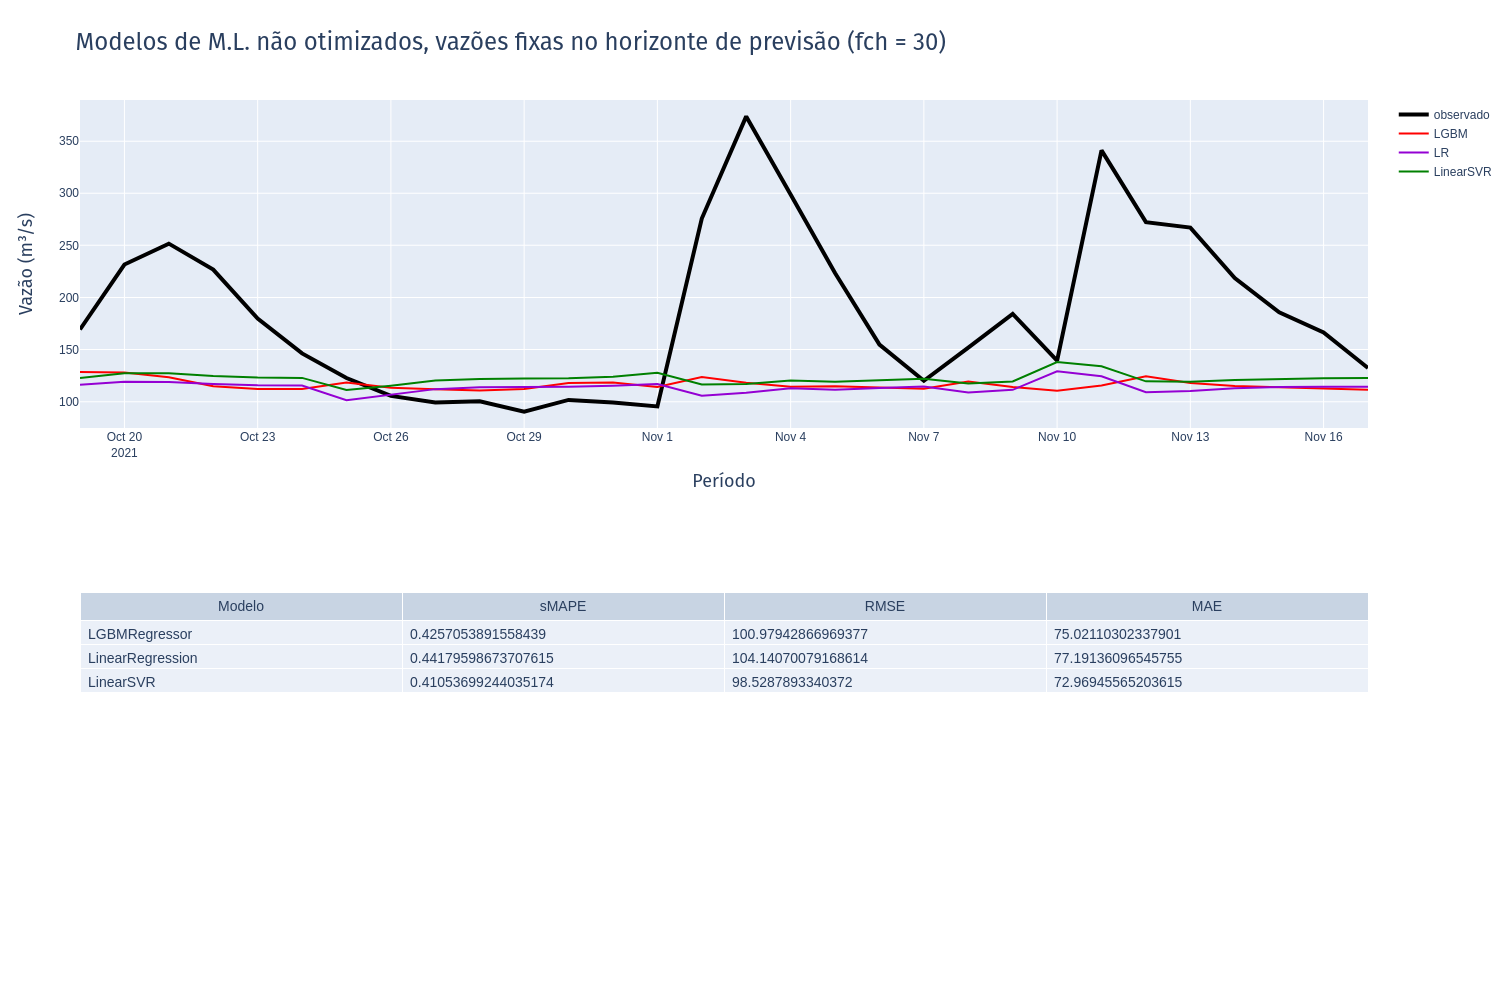 Modelos de M.L. não otimizados, vazões fixas no horizonte de previsão (fch = 30)
observado
LGBM
LR
LinearSVR
Vazão (m³/s)
350
300
250
200
150
100
Oct 20 Oct 23 Oct 26 Oct 29 Nov 1 Nov 4 Nov 7 Nov 10 Nov 13 Nov 16
2021
Período
Modelo sMAPE RMSE MAE
LGBMRegressor 0.4257053891558439 100.97942866969377 75.02110302337901
LinearRegression 0.44179598673707615 104.14070079168614 77.19136096545755
LinearSVR 0.41053699244035174 98.5287893340372 72.96945565203615